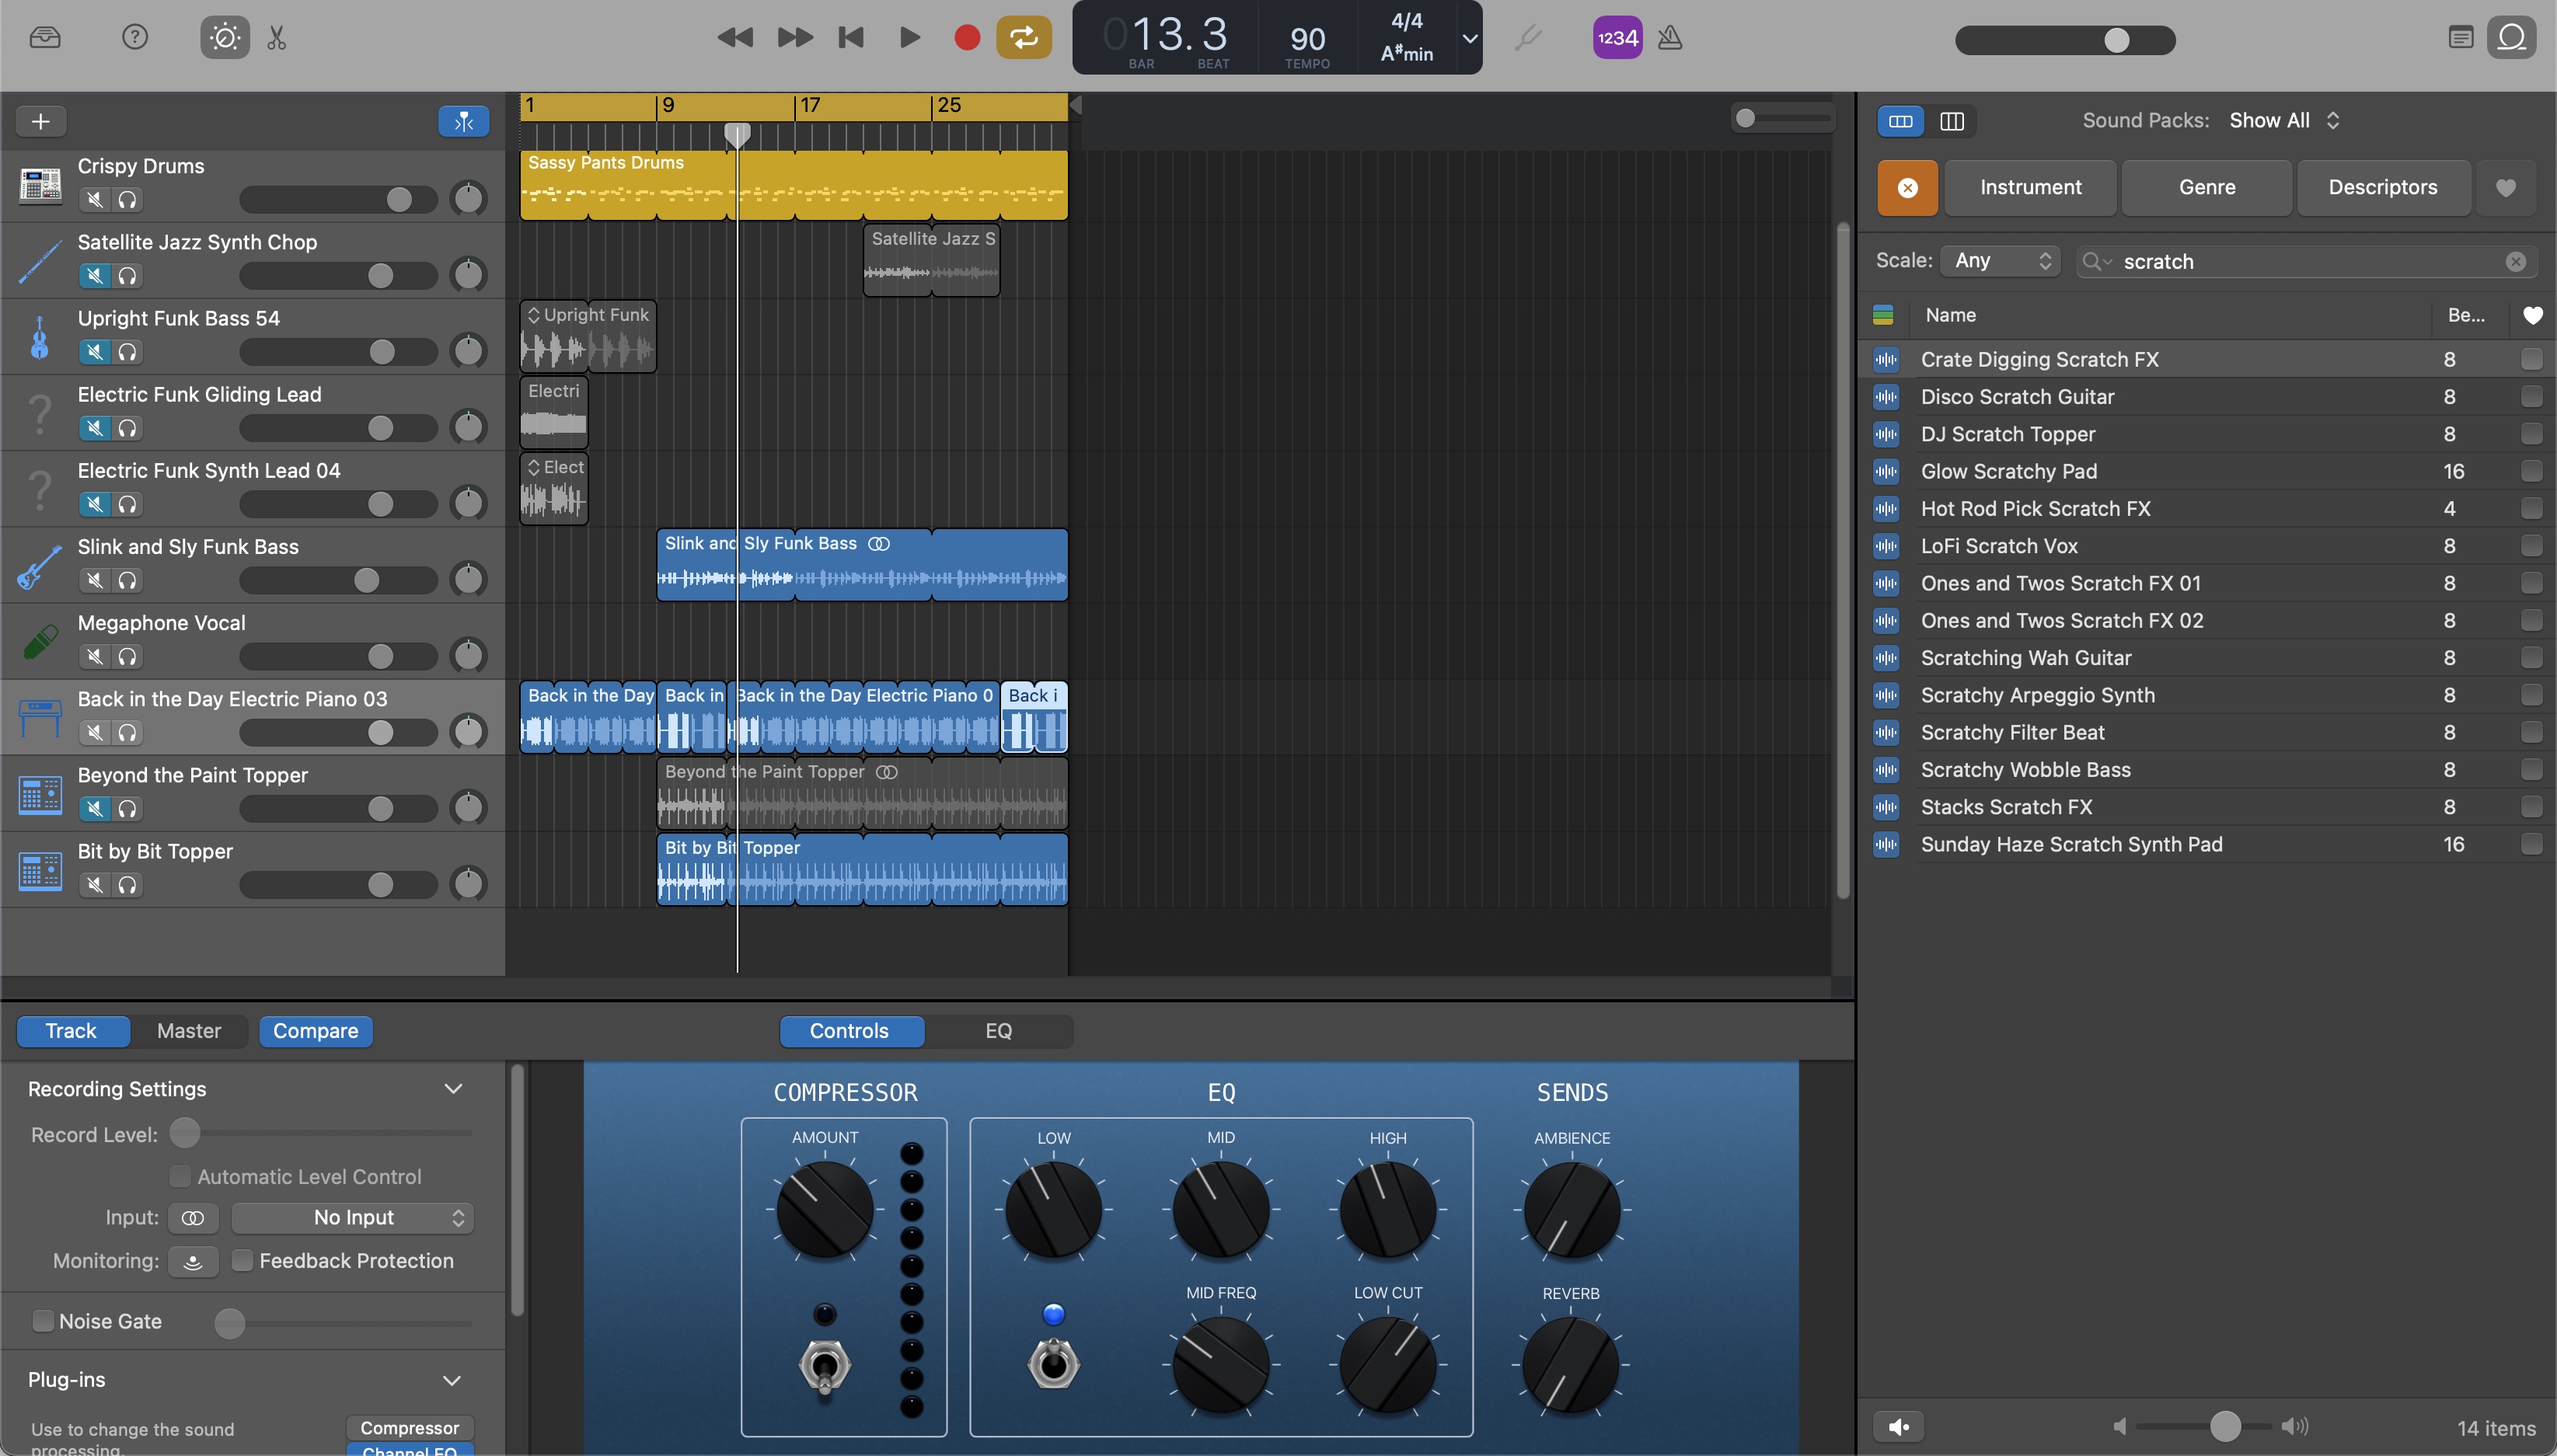 013. 3
BAR BEAT
90
TEMPO
4/4
A#min
1234
1 9 17 25
Crispy Drums
Satellite Jazz Synth Chop
Upright Funk Bass 54
Electric Funk Gliding Lead
Electric Funk Synth Lead 04
Slink and Sly Funk Bass
Megaphone Vocal
Back in the Day Electric Piano 03
Beyond the Paint Topper
Bit by Bit Topper
Sassy Pants Drums
Satellite Jazz S
Upright Funk
Electri
Elect
Slink and Sly Funk Bass
Back in the Day
Back in
Back in the Day Electric Piano 0
Back i
Beyond the Paint Topper
Bit by Bit Topper
Sound Packs: Show All
Instrument Genre Descriptors
Scale: Any scratch
Name Be...
Crate Digging Scratch FX 8
Disco Scratch Guitar 8
DJ Scratch Topper 8
Glow Scratchy Pad 16
Hot Rod Pick Scratch FX 4
LoFi Scratch Vox 8
Ones and Twos Scratch FX 01 8
Ones and Twos Scratch FX 02 8
Scratching Wah Guitar 8
Scratchy Arpeggio Synth 8
Scratchy Filter Beat 8
Scratchy Wobble Bass 8
Stacks Scratch FX 8
Sunday Haze Scratch Synth Pad 16
14 items
Track Master Compare
Controls EQ
Recording Settings
Record Level:
Automatic Level Control
Input: No Input
Monitoring: Feedback Protection
Noise Gate
Plug-ins
Use to change the sound
processing.
Compressor
Channel EQ
COMPRESSOR
AMOUNT
EQ
LOW MID HIGH
MID FREQ LOW CUT
SENDS
AMBIENCE
REVERB